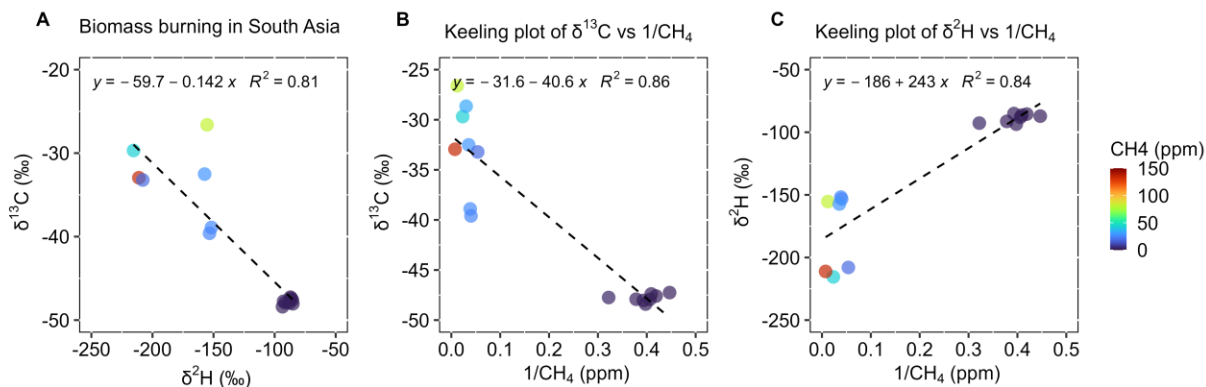 A Biomass burning in South Asia
y = − 59.7 − 0.142 x R² = 0.81
-20
-30
-40
-50
δ¹³C (‰)
-250 -200 -150 -100 -50
δ²H (‰)
B Keeling plot of δ¹³C vs 1/CH₄
y = − 31.6 − 40.6 x R² = 0.86
-25
-30
-35
-40
-45
-50
δ¹³C (‰)
0.0 0.1 0.2 0.3 0.4 0.5
1/CH₄ (ppm)
C Keeling plot of δ²H vs 1/CH₄
y = − 186 + 243 x R² = 0.84
-50
-100
-150
-200
-250
δ²H (‰)
0.0 0.1 0.2 0.3 0.4 0.5
1/CH₄ (ppm)
CH4 (ppm)
150
100
50
0